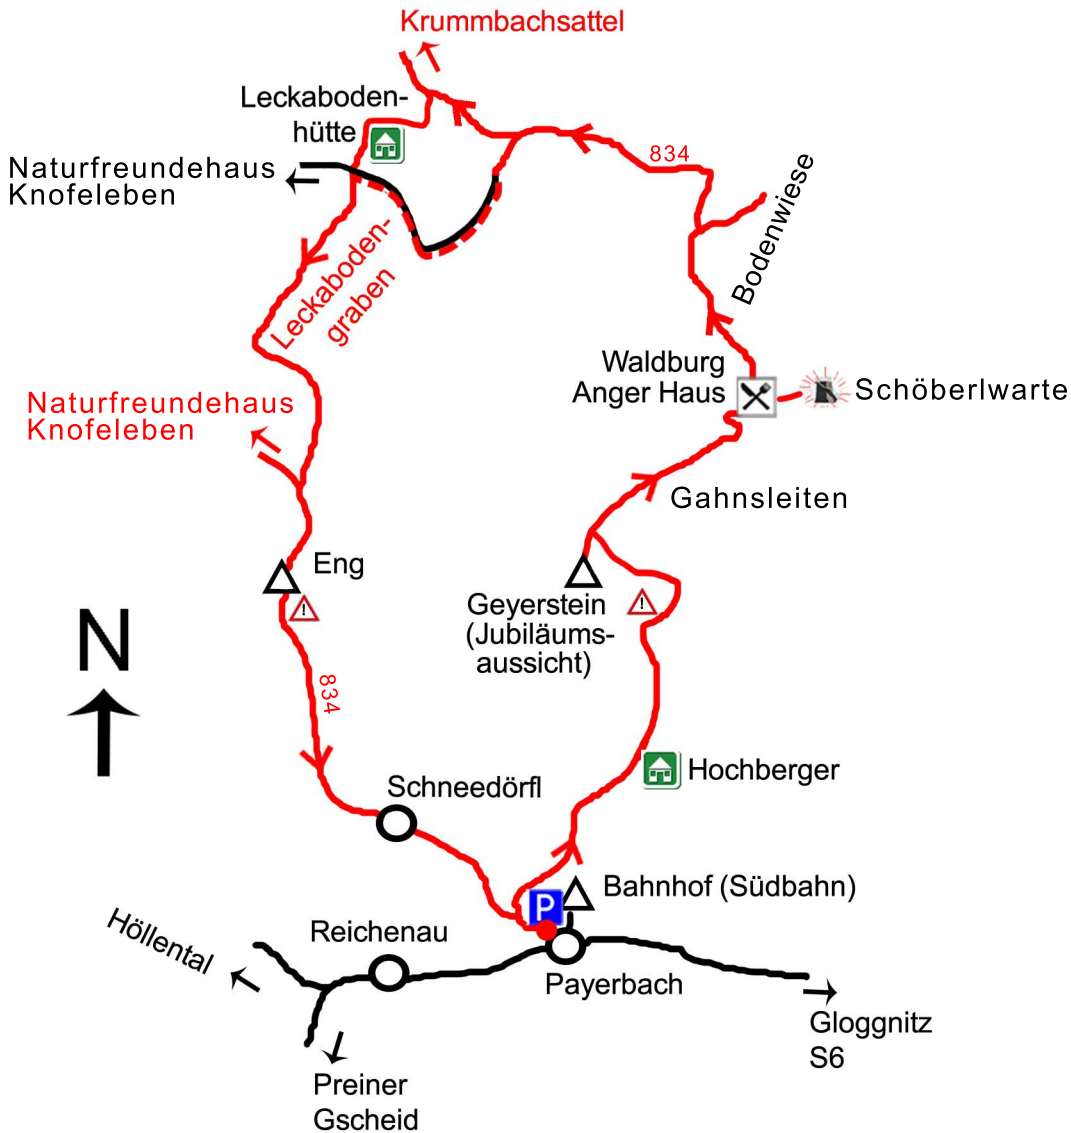 Krummbachsattel
Leckaboden-
hütte
Naturfreundehaus
Knofeleben
834
Bodenwiese
Leckaboden-
graben
Waldburg
Anger Haus
Schöberlwarte
Naturfreundehaus
Knofeleben
Gahnsleiten
Eng
!
Geyerstein
(Jubiläums-
aussicht)
!
N
834
Hochberger
Schneedörfl
P
Bahnhof (Südbahn)
Höllental
Reichenau
Payerbach
Gloggnitz
S6
Preiner
Gscheid